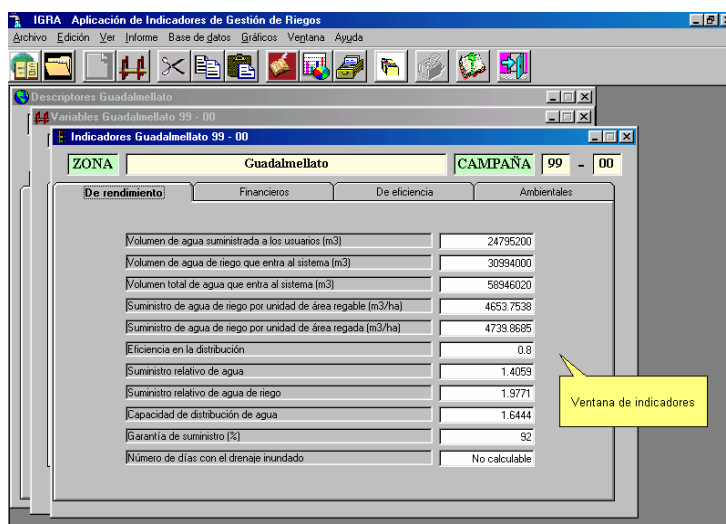 IGRA Aplicación de Indicadores de Gestión de Riegos
Archivo Edición Ver Informe Base de datos Gráficos Ventana Ayuda
Descriptores Guadalmellato
Variables Guadalmellato 99 - 00
Indicadores Guadalmellato 99 - 00
ZONA Guadalmellato CAMPAÑA 99 - 00
De rendimiento Financieros De eficiencia Ambientales
Volumen de agua suministrada a los usuarios (m3) 24795200
Volumen de agua de riego que entra al sistema (m3) 30994000
Volumen total de agua que entra al sistema (m3) 58946020
Suministro de agua de riego por unidad de área regable (m3/ha) 4653.7538
Suministro de agua de riego por unidad de área regada (m3/ha) 4739.8685
Eficiencia en la distribución 0.8
Suministro relativo de agua 1.4059
Suministro relativo de agua de riego 1.9771
Capacidad de distribución de agua 1.6444
Garantía de suministro (%) 92
Número de días con el drenaje inundado No calculable
Ventana de indicadores